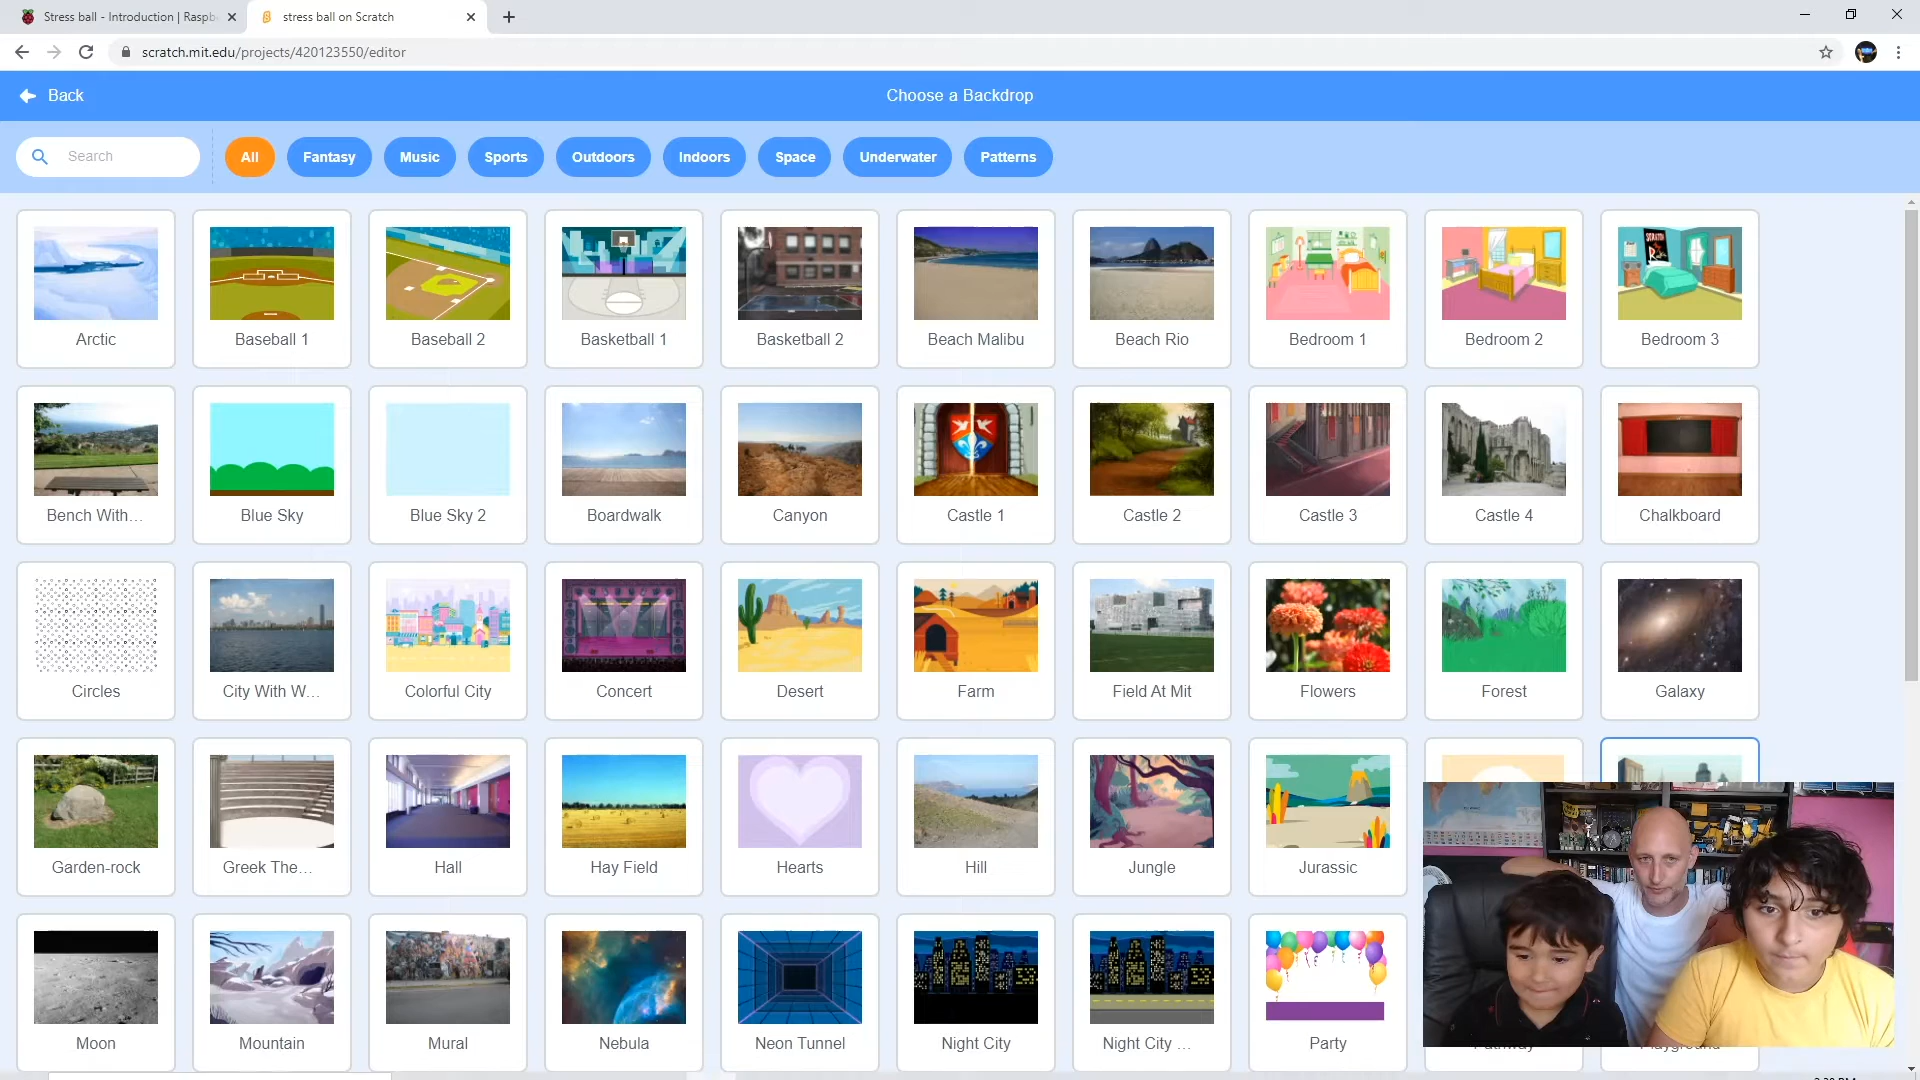 Stress ball - Introduction | Raspb
stress ball on Scratch
scratch.mit.edu/projects/420123550/editor
Back
Choose a Backdrop
Search
All
Fantasy
Music
Sports
Outdoors
Indoors
Space
Underwater
Patterns
Arctic
Baseball 1
Baseball 2
Basketball 1
Basketball 2
Beach Malibu
Beach Rio
Bedroom 1
Bedroom 2
Bedroom 3
Bench With...
Blue Sky
Blue Sky 2
Boardwalk
Canyon
Castle 1
Castle 2
Castle 3
Castle 4
Chalkboard
Circles
City With W...
Colorful City
Concert
Desert
Farm
Field At Mit
Flowers
Forest
Galaxy
Garden-rock
Greek The...
Hall
Hay Field
Hearts
Hill
Jungle
Jurassic
Moon
Mountain
Mural
Nebula
Neon Tunnel
Night City
Night City ...
Party
Pathway
Playground